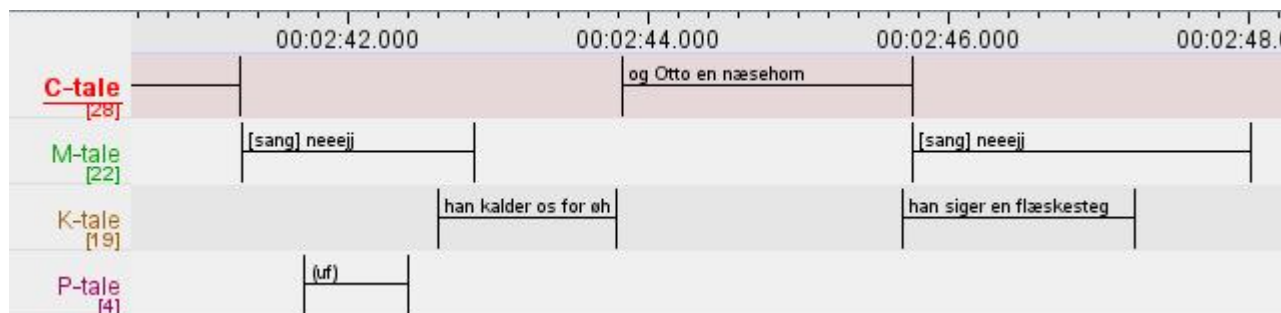 00:02:42.000 00:02:44.000 00:02:46.000 00:02:48.
C-tale
[28]
og Otto en næsehorn
M-tale
[22]
[sang] neeejj
[sang] neeejj
K-tale
[19]
han kalder os for øh
han siger en flæskesteg
P-tale
[4]
(uf)